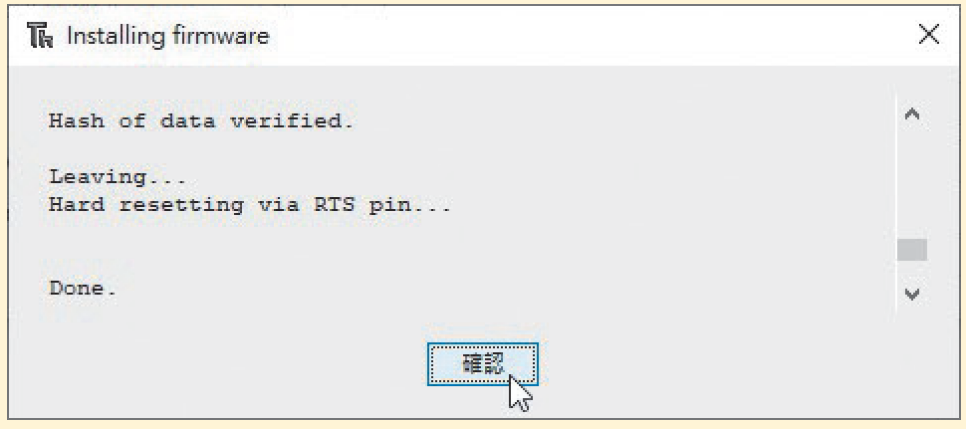 Installing firmware
Hash of data verified.
Leaving...
Hard resetting via RTS pin...
Done.
確認